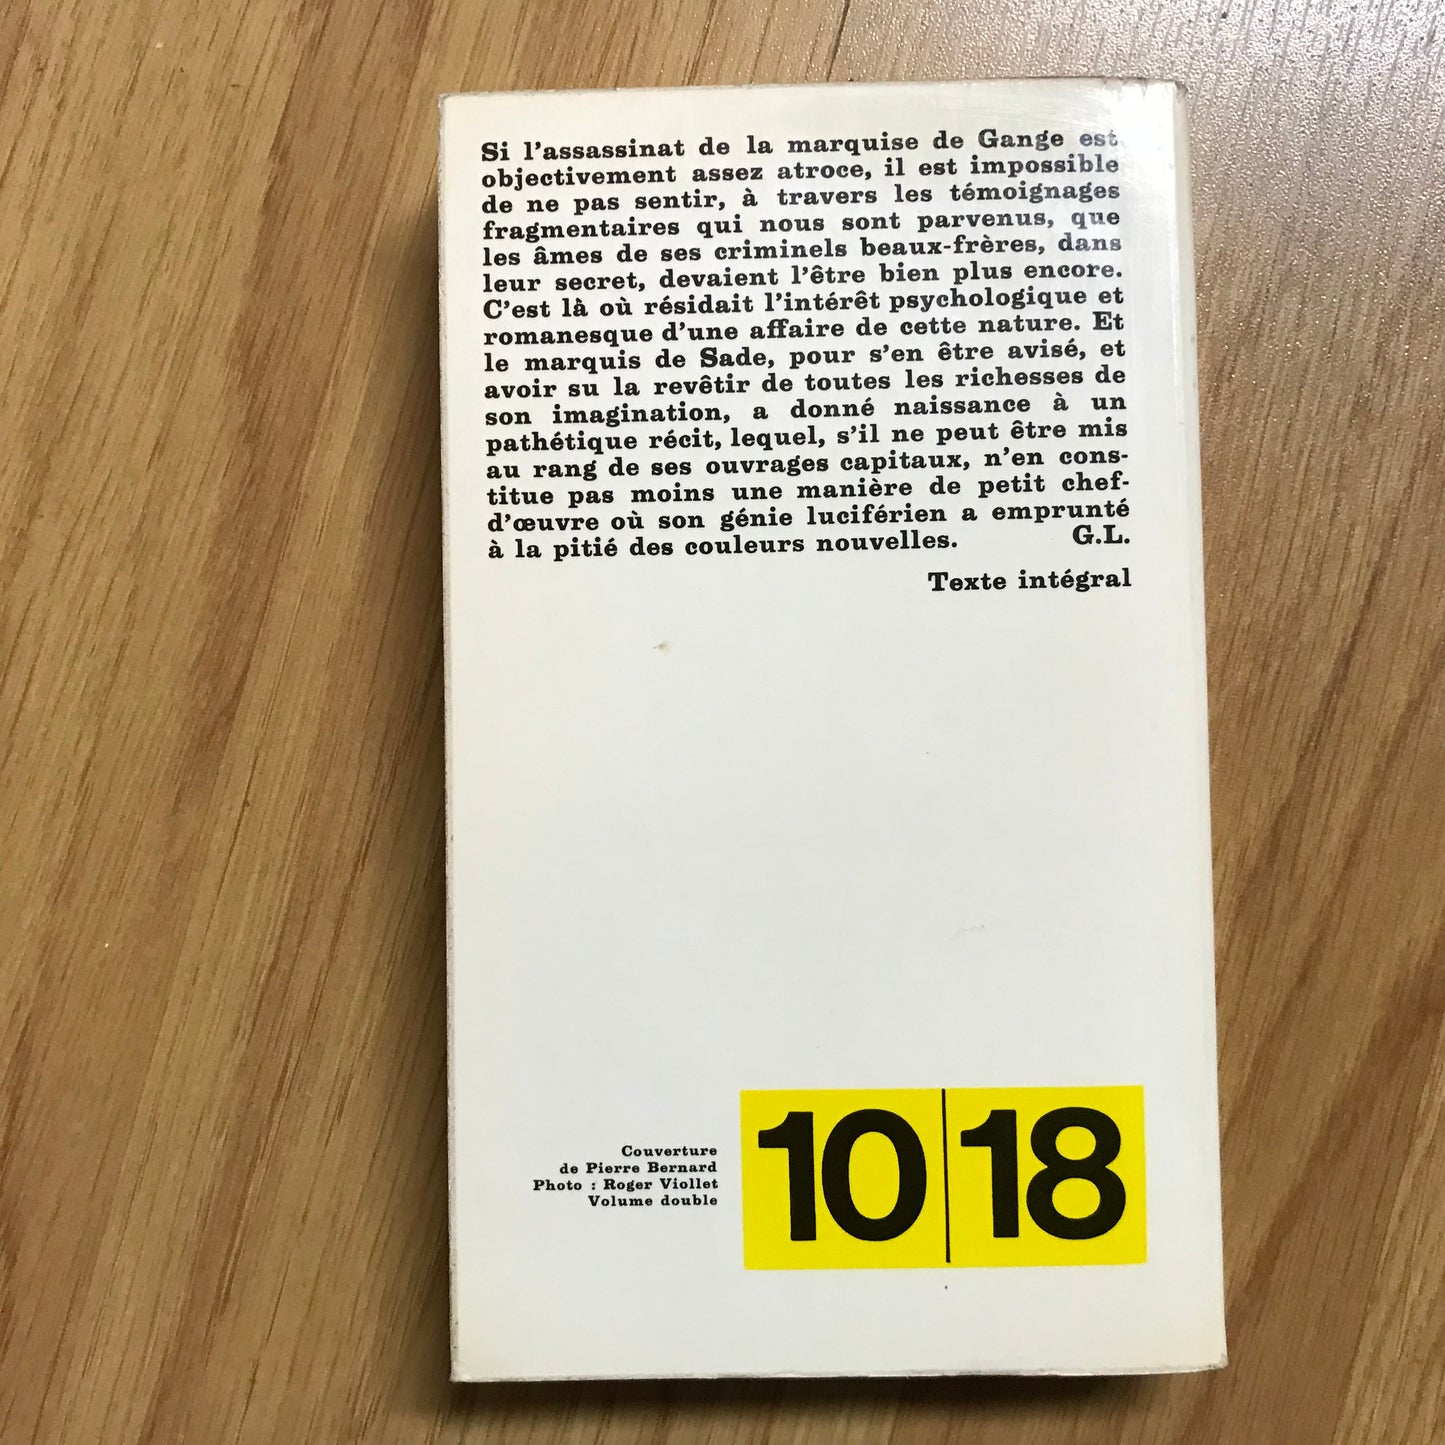 Si l'assassinat de la marquise de Gange est
objectivement assez atroce, il est impossible
de ne pas sentir, à travers les témoignages
fragmentaires qui nous sont parvenus, que
les âmes de ses criminels beaux-frères, dans
leur secret, devaient l'être bien plus encore.
C'est là où résidait l'intérêt psychologique et
romanesque d'une affaire de cette nature. Et
le marquis de Sade, pour s'en être avisé, et
avoir su la revêtir de toutes les richesses de
son imagination, a donné naissance à un
pathétique récit, lequel, s'il ne peut être mis
au rang de ses ouvrages capitaux, n'en cons-
titue pas moins une manière de petit chef-
d'œuvre où son génie luciférien a emprunté
à la pitié des couleurs nouvelles. G.L.
Texte intégral
Couverture
de Pierre Bernard
Photo : Roger Viollet
Volume double
10|18